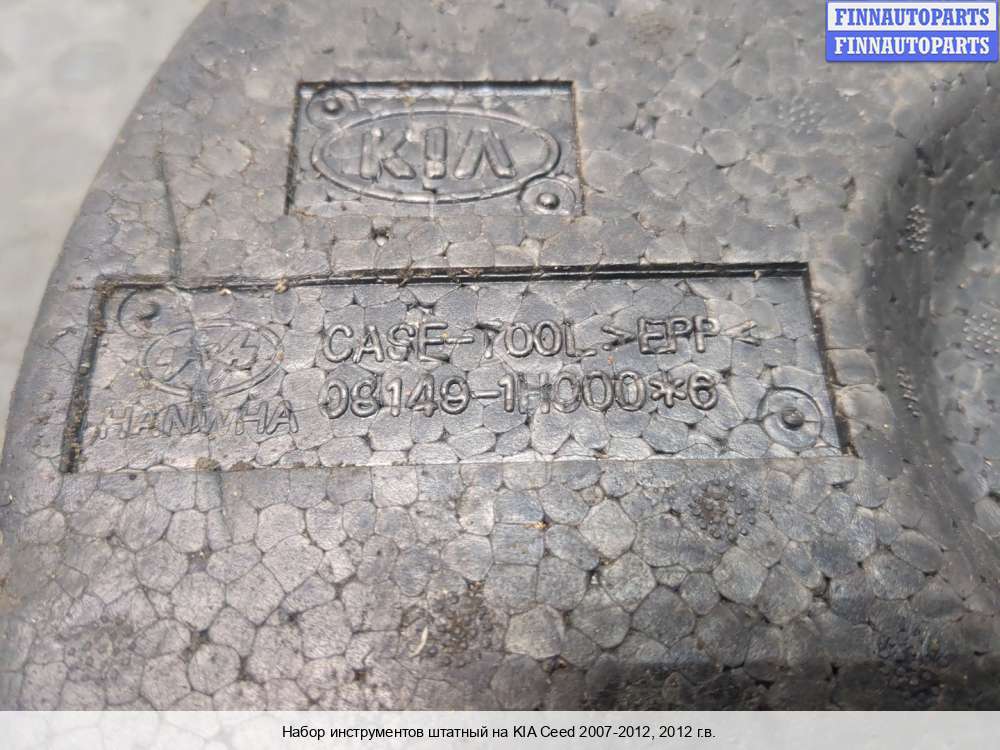 FINNAUTOPARTS
FINNAUTOPARTS
KIA
CASE-TOOL >EPP<
HANWHA 08149-1H000*6
Набор инструментов штатный на KIA Ceed 2007-2012, 2012 г.в.